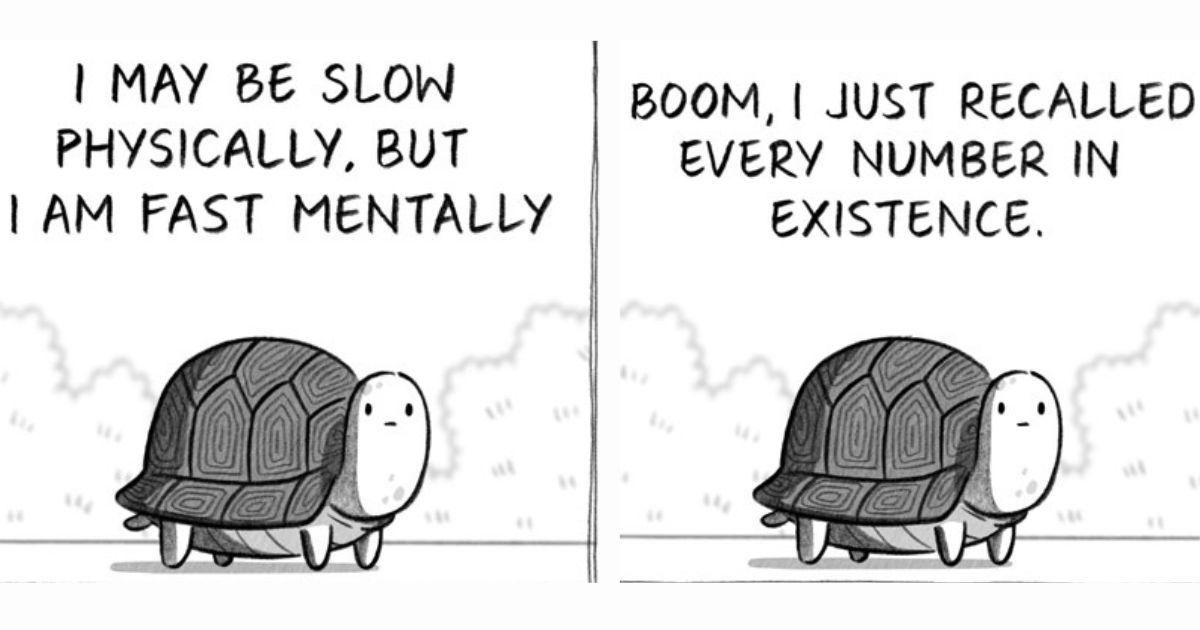 I MAY BE SLOW
PHYSICALLY, BUT
I AM FAST MENTALLY
BOOM, I JUST RECALLED
EVERY NUMBER IN
EXISTENCE.